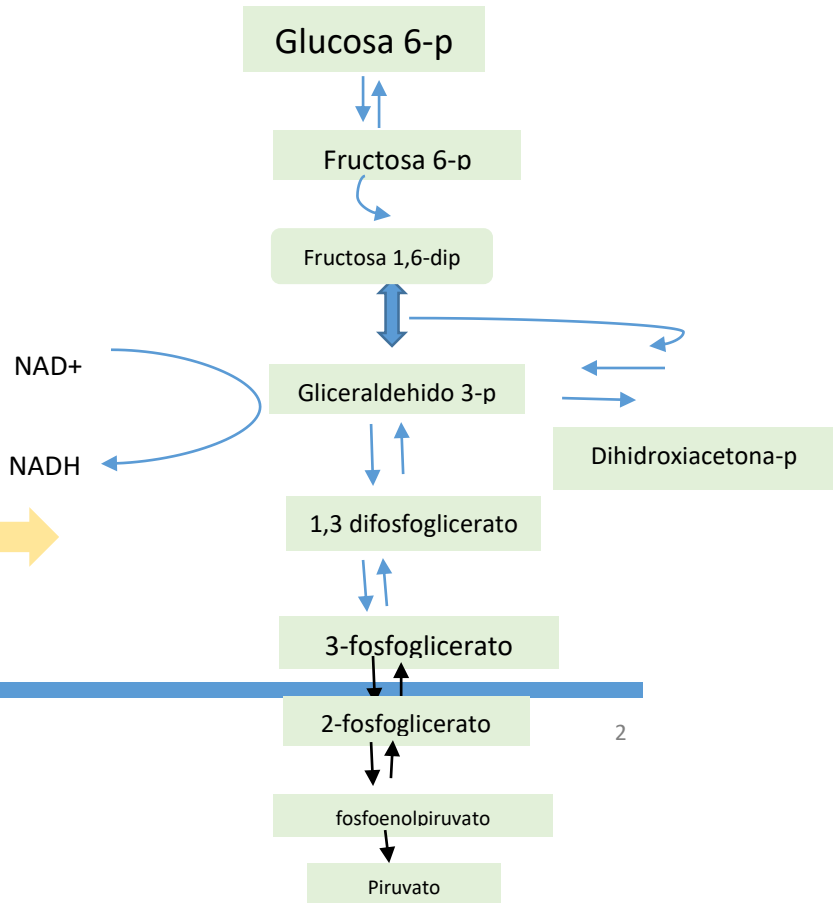 Glucosa 6-p
Fructosa 6-p
Fructosa 1,6-dip
NAD+
Gliceraldehido 3-p
NADH
Dihidroxiacetona-p
1,3 difosfoglicerato
3-fosfoglicerato
2-fosfoglicerato
2
fosfoenolpiruvato
Piruvato